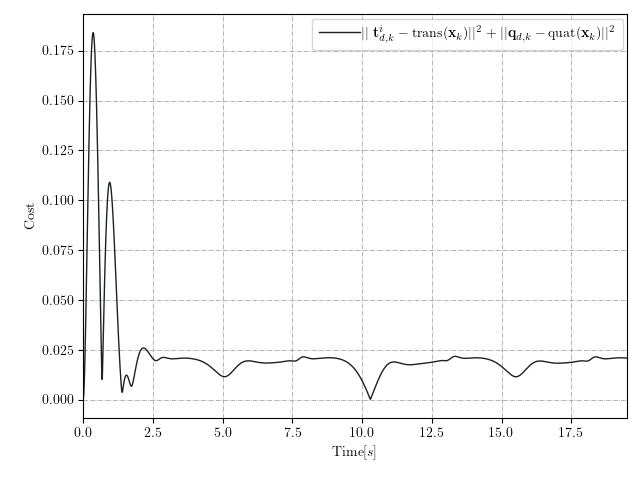 || t^i_{d,k} − trans(x_k)||² + ||q_{d,k} − quat(x_k)||²
0.175
0.150
0.125
0.100
0.075
0.050
0.025
0.000
Cost
0.0 2.5 5.0 7.5 10.0 12.5 15.0 17.5
Time[s]